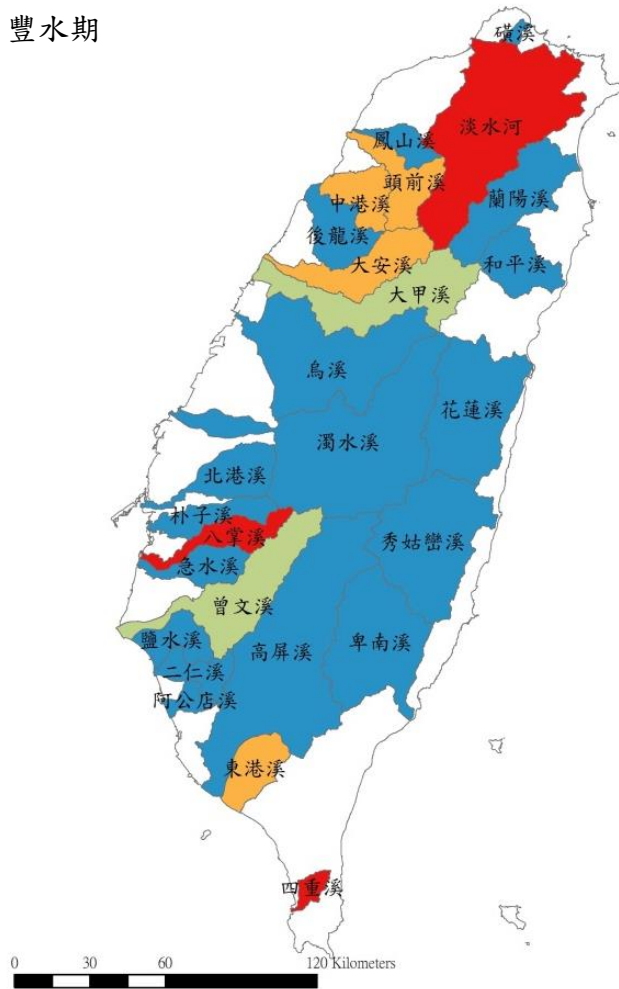 豐水期
磺溪
淡水河
鳳山溪
頭前溪
中港溪
蘭陽溪
後龍溪
大安溪
和平溪
大甲溪
烏溪
花蓮溪
濁水溪
北港溪
朴子溪
八掌溪
秀姑巒溪
急水溪
曾文溪
鹽水溪
高屏溪
卑南溪
二仁溪
阿公店溪
東港溪
四重溪
0 30 60 120 Kilometers